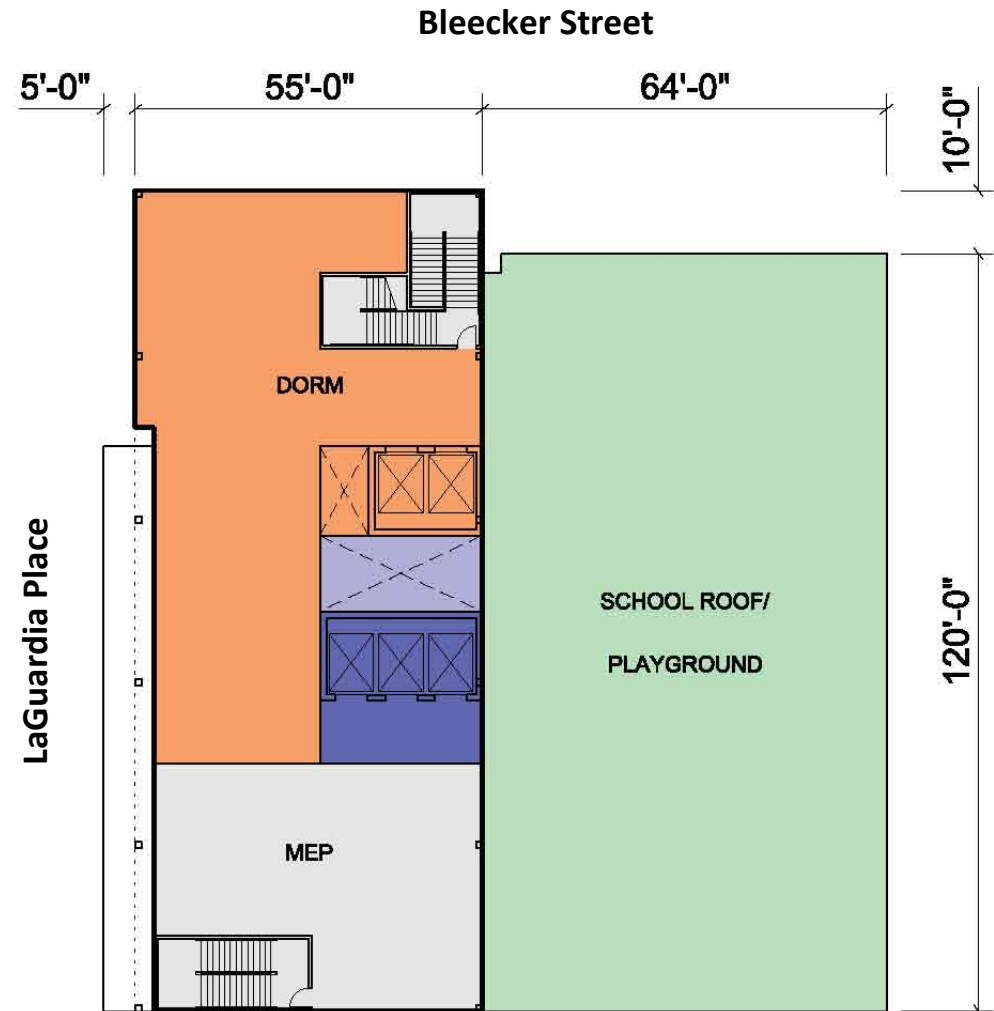 Bleecker Street
5'-0"
55'-0"
64'-0"
10'-0"
DORM
LaGuardia Place
SCHOOL ROOF/
PLAYGROUND
120'-0"
MEP